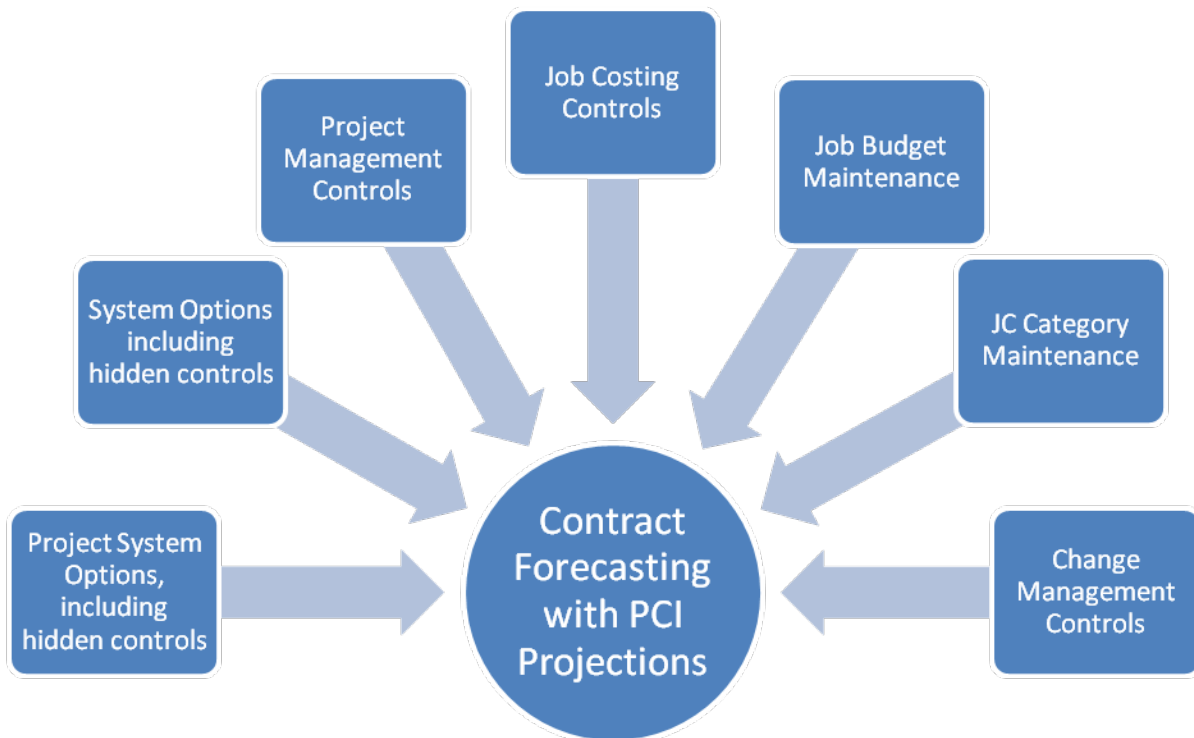 Job Costing
Controls
Project
Management
Controls
Job Budget
Maintenance
System Options
including
hidden controls
JC Category
Maintenance
Project System
Options,
including
hidden controls
Contract
Forecasting
with PCI
Projections
Change
Management
Controls